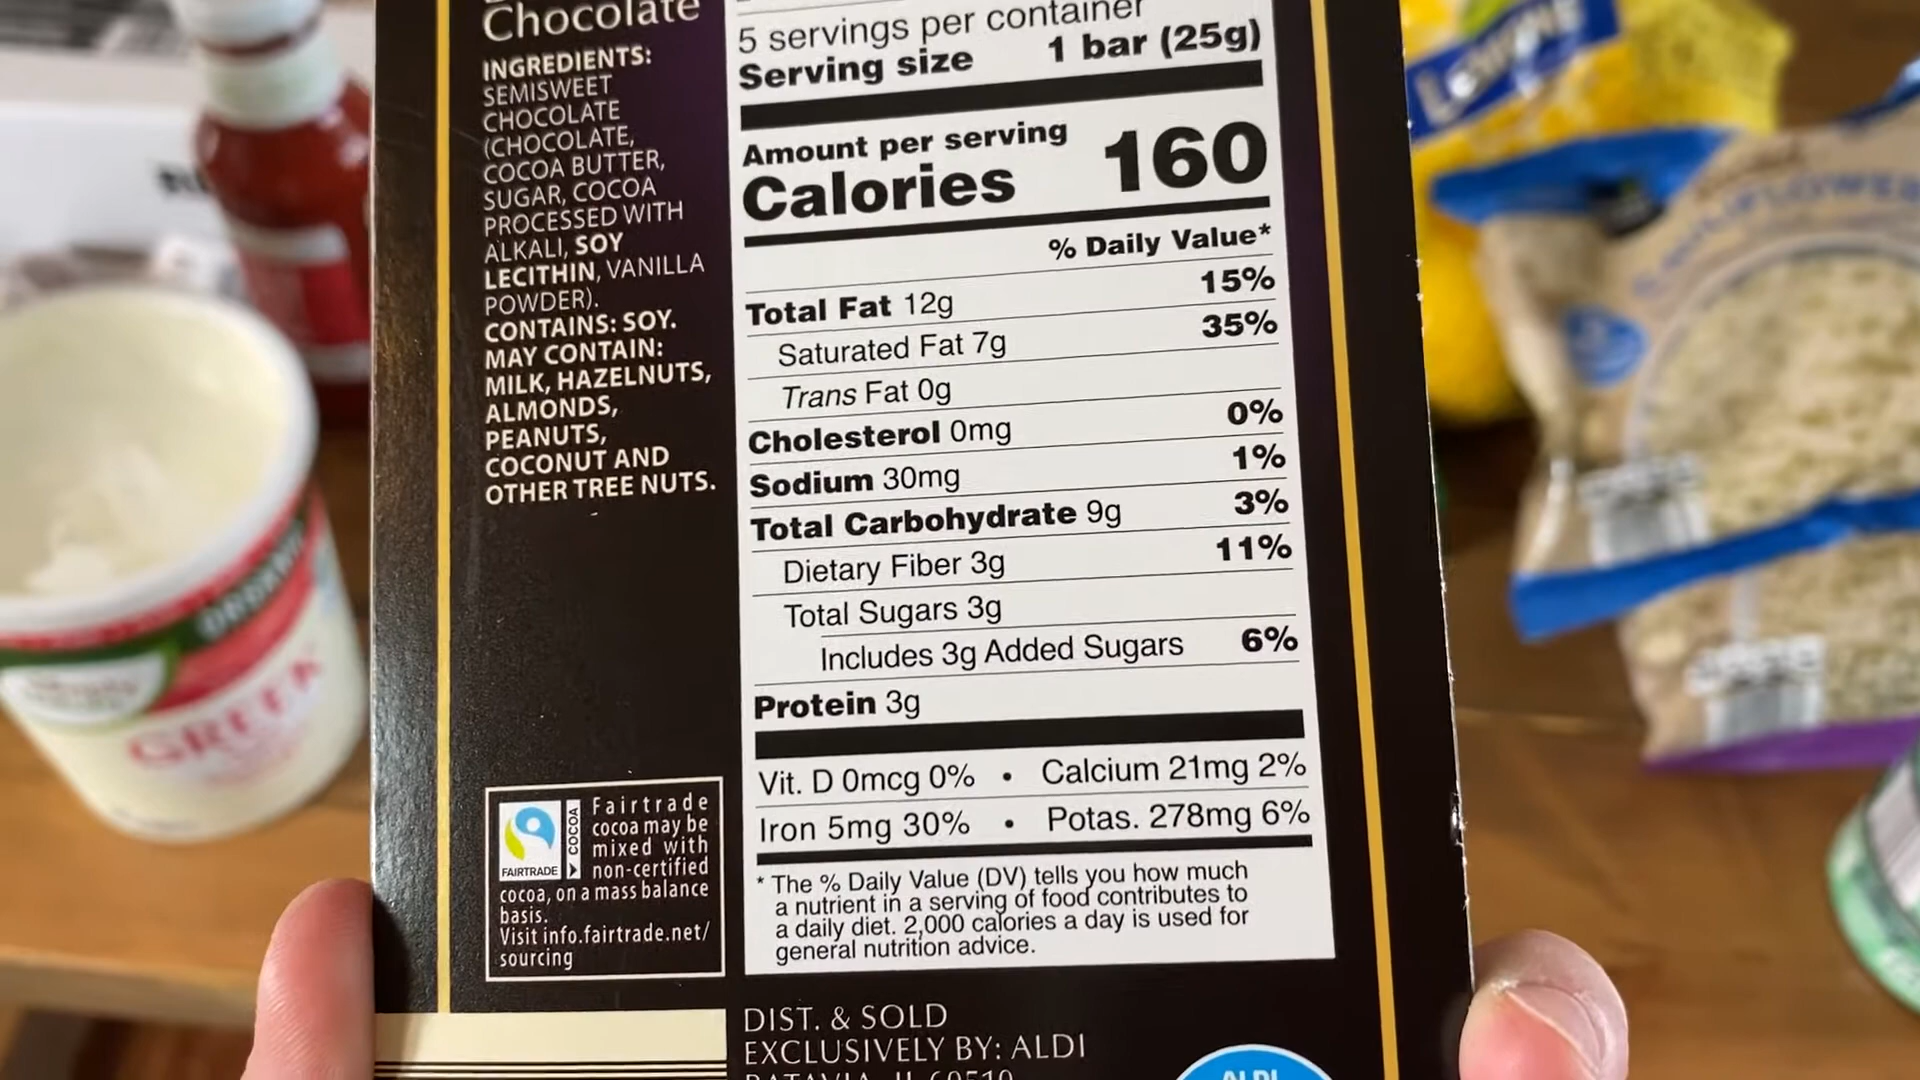 Chocolate
INGREDIENTS:
SEMISWEET
CHOCOLATE
(CHOCOLATE,
COCOA BUTTER,
SUGAR, COCOA
PROCESSED WITH
ALKALI, SOY
LECITHIN, VANILLA
POWDER).
CONTAINS: SOY.
MAY CONTAIN:
MILK, HAZELNUTS,
ALMONDS,
PEANUTS,
COCONUT AND
OTHER TREE NUTS.
FAIRTRADE
COCOA
Fairtrade
cocoa may be
mixed with
non-certified
cocoa, on a mass balance
basis.
Visit info.fairtrade.net/
sourcing
5 servings per container
Serving size 1 bar (25g)
Amount per serving
Calories 160
% Daily Value*
Total Fat 12g 15%
Saturated Fat 7g 35%
Trans Fat 0g
Cholesterol 0mg 0%
Sodium 30mg 1%
Total Carbohydrate 9g 3%
Dietary Fiber 3g 11%
Total Sugars 3g
Includes 3g Added Sugars 6%
Protein 3g
Vit. D 0mcg 0% • Calcium 21mg 2%
Iron 5mg 30% • Potas. 278mg 6%
* The % Daily Value (DV) tells you how much
a nutrient in a serving of food contributes to
a daily diet. 2,000 calories a day is used for
general nutrition advice.
DIST. & SOLD
EXCLUSIVELY BY: ALDI
BATAVIA, IL 60510
ALDI
GREEK